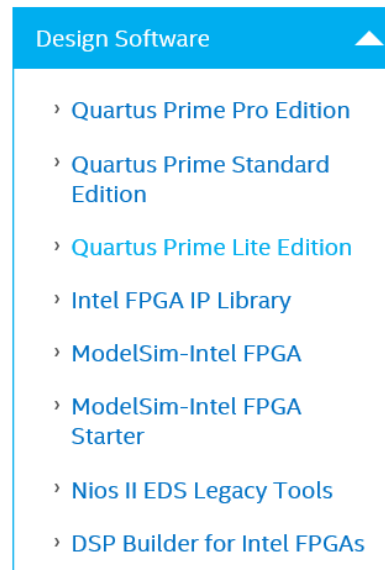 Design Software
Quartus Prime Pro Edition
Quartus Prime Standard
Edition
Quartus Prime Lite Edition
Intel FPGA IP Library
ModelSim-Intel FPGA
ModelSim-Intel FPGA
Starter
Nios II EDS Legacy Tools
DSP Builder for Intel FPGAs